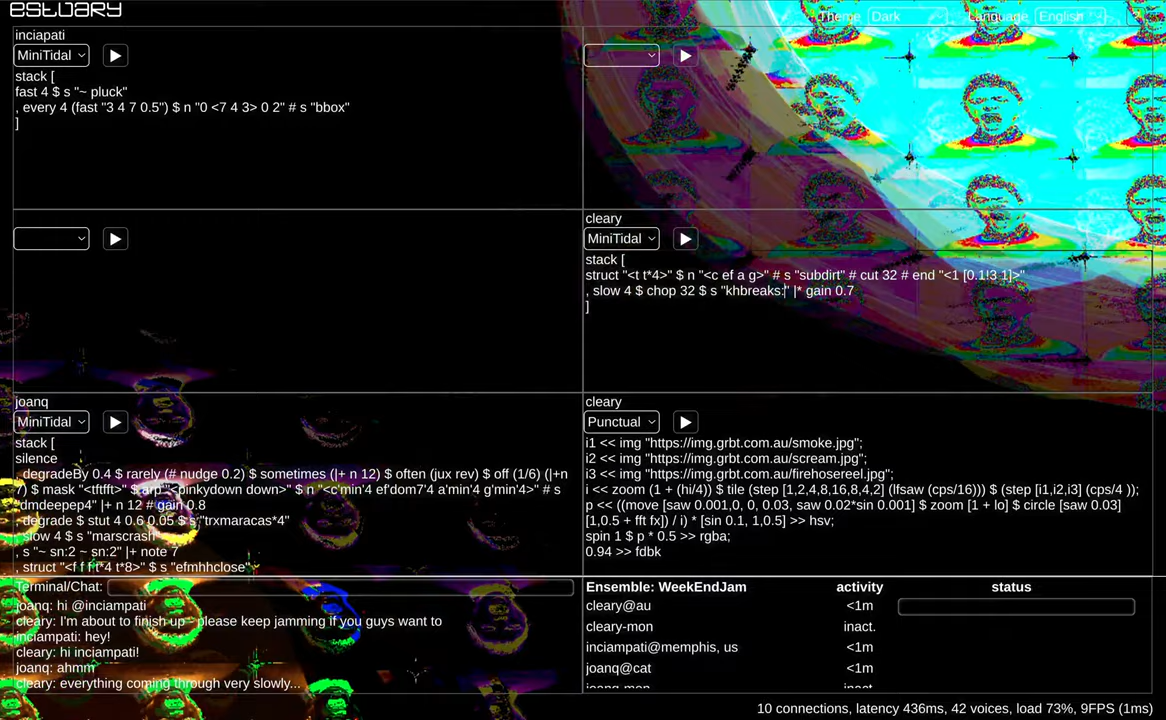 estuary
Theme Dark Language English
inciapati
MiniTidal
stack [
fast 4 $ s "~ pluck"
, every 4 (fast "3 4 7 0.5") $ n "0 <7 4 3> 0 2" # s "bbox"
]
cleary
MiniTidal
stack [
struct "<t t*4>" $ n "<c ef a g>" # s "subdirt" # cut 32 # end "<1 [0.1!3 1]>"
, slow 4 $ chop 32 $ s "khbreaks:" |* gain 0.7
]
joanq
MiniTidal
stack [
silence
, degradeBy 0.4 $ rarely (# nudge 0.2) $ sometimes (|+ n 12) $ often (jux rev) $ off (1/6) (|+n
7) $ mask "<tftfft>" $ arp "<pinkydown down>" $ n "<c'min'4 ef'dom7'4 a'min'4 g'min'4>" # s
"dmdeepep4" |+ n 12 # gain 0.8
, degrade $ stut 4 0.6 0.05 $ s "trxmaracas*4"
, slow 4 $ s "marscrash"
, s "~ sn:2 ~ sn:2" |+ note 7
, struct "<f f f t*4 t*8>" $ s "efmhhclose"
cleary
Punctual
i1 << img "https://img.grbt.com.au/smoke.jpg";
i2 << img "https://img.grbt.com.au/scream.jpg";
i3 << img "https://img.grbt.com.au/firehosereel.jpg";
i << zoom (1 + (hi/4)) $ tile (step [1,2,4,8,16,8,4,2] (lfsaw (cps/16))) $ (step [i1,i2,i3] (cps/4 ));
p << ((move [saw 0.001,0, 0, 0.03, saw 0.02*sin 0.001] $ zoom [1 + lo] $ circle [saw 0.03]
[1,0.5 + fft fx]) / i) * [sin 0.1, 1,0.5] >> hsv;
spin 1 $ p * 0.5 >> rgba;
0.94 >> fdbk
Terminal/Chat:
joanq: hi @inciampati
cleary: I'm about to finish up - please keep jamming if you guys want to
inciampati: hey!
cleary: hi inciampati!
joanq: ahmm
cleary: everything coming through very slowly...
Ensemble: WeekEndJam activity status
cleary@au <1m
cleary-mon inact.
inciampati@memphis, us <1m
joanq@cat <1m
joanq-mon inact.
10 connections, latency 436ms, 42 voices, load 73%, 9FPS (1ms)